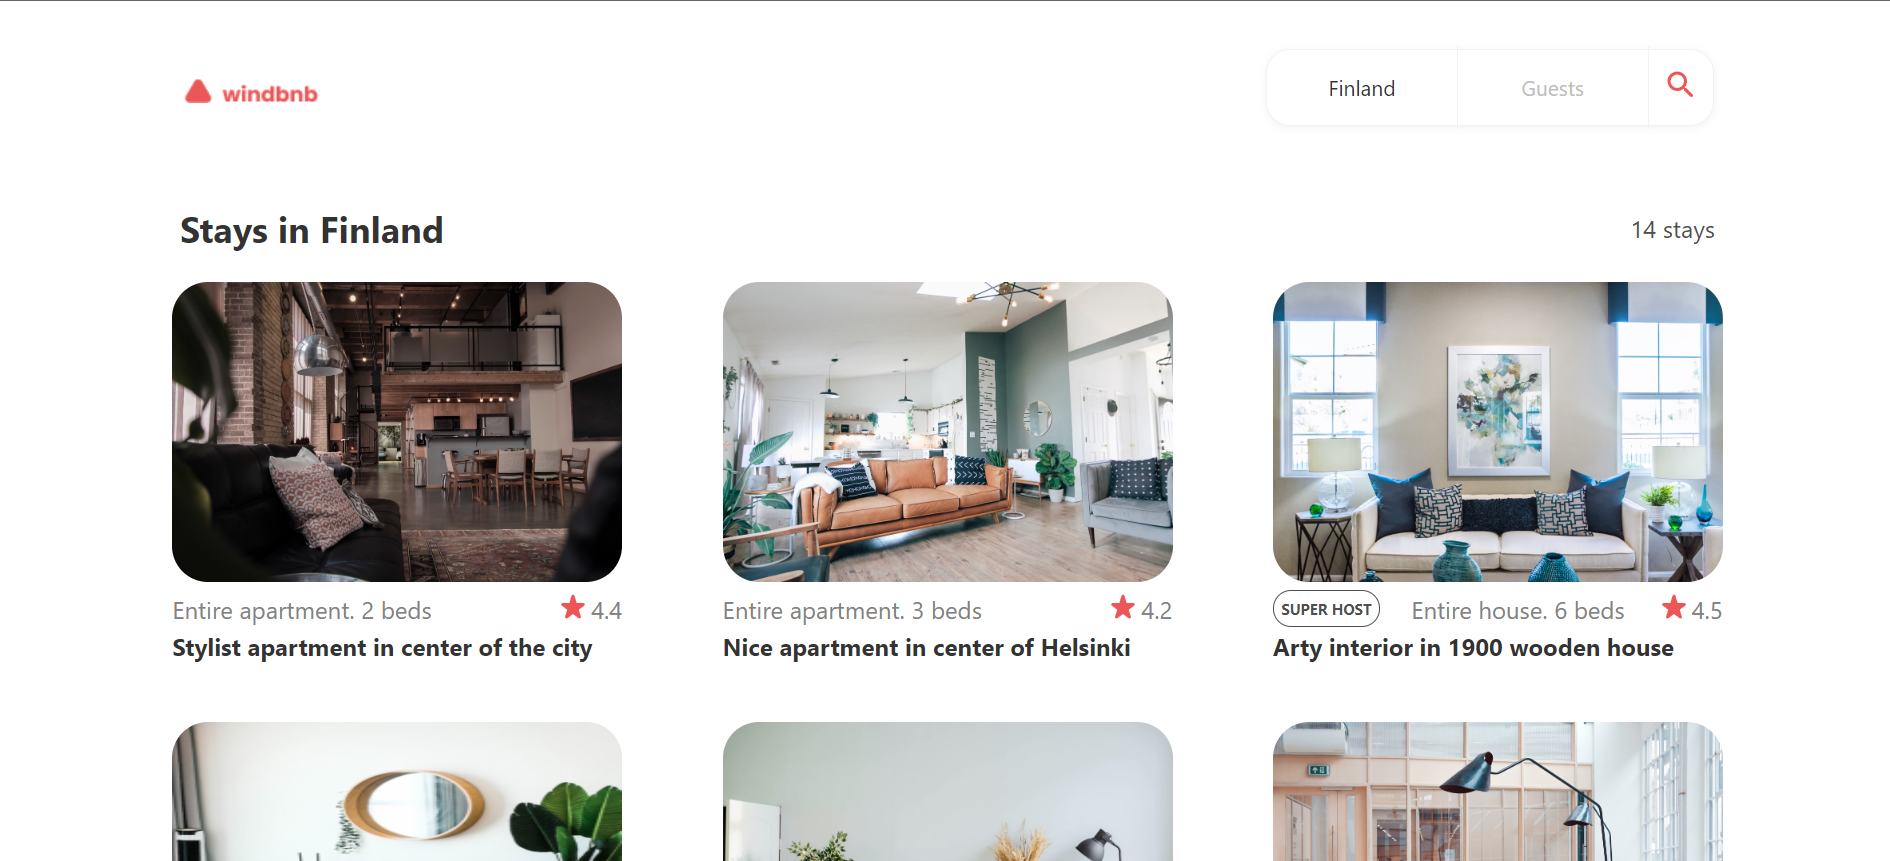 windbnb
Finland
Guests
Stays in Finland
14 stays
Entire apartment. 2 beds
4.4
Stylist apartment in center of the city
Entire apartment. 3 beds
4.2
Nice apartment in center of Helsinki
SUPER HOST
Entire house. 6 beds
4.5
Arty interior in 1900 wooden house